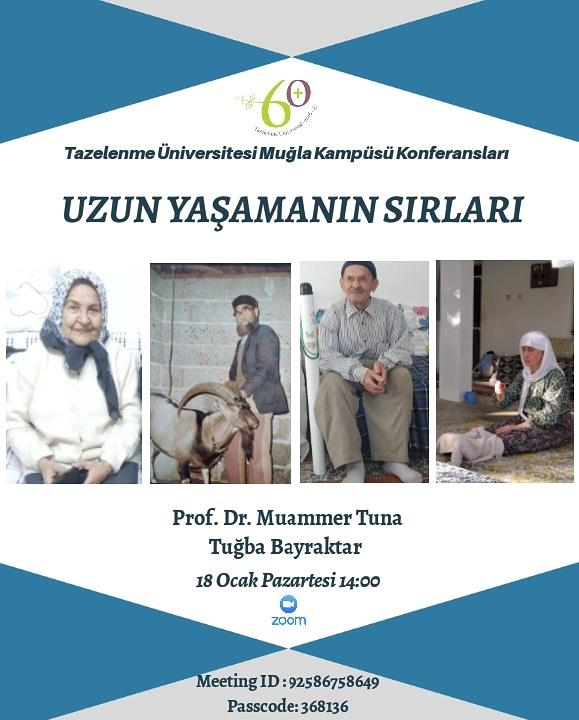 60+
Tazelenme Üniversitesi Muğla Kampüsü Konferansları
UZUN YAŞAMANIN SIRLARI
Prof. Dr. Muammer Tuna
Tuğba Bayraktar
18 Ocak Pazartesi 14:00
zoom
Meeting ID : 92586758649
Passcode: 368136